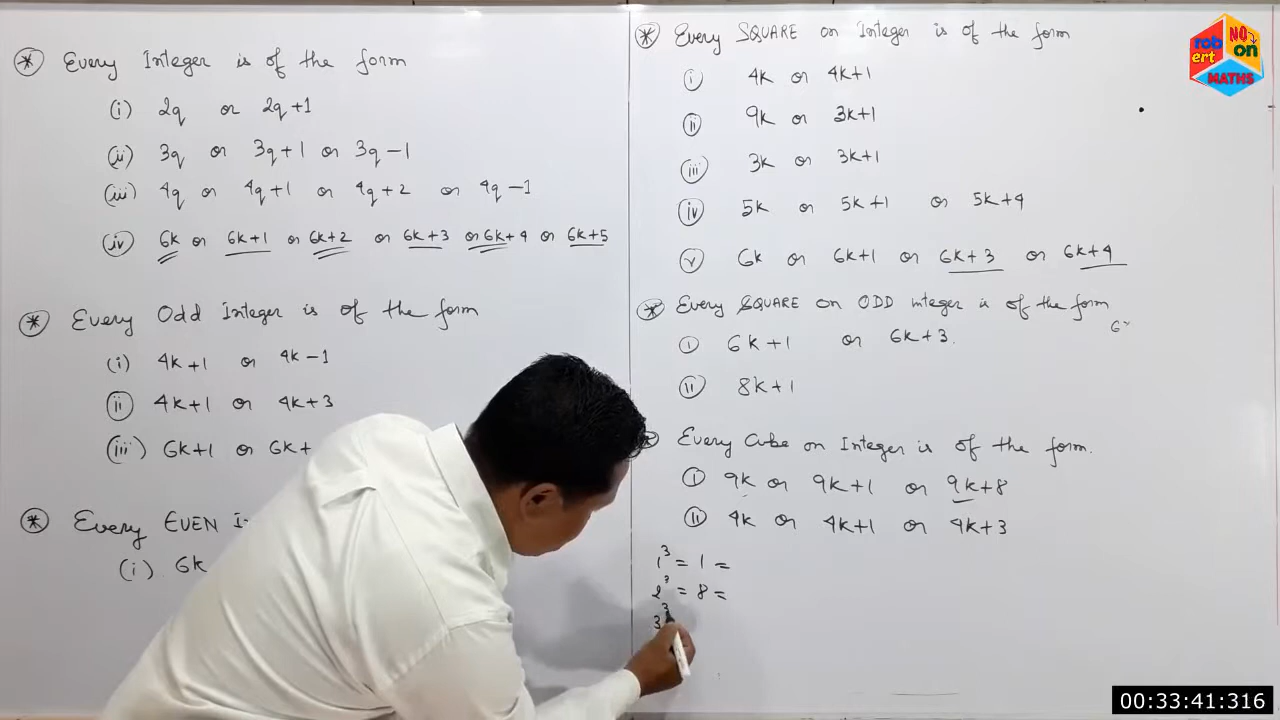 * Every Integer is of the form
(i) 2q or 2q+1
(ii) 3q or 3q+1 or 3q-1
(iii) 4q or 4q+1 or 4q+2 or 4q-1
(iv) 6k or 6k+1 or 6k+2 or 6k+3 or 6k+4 or 6k+5
* Every Odd Integer is of the form
(i) 4k+1 or 4k-1
(ii) 4k+1 or 4k+3
(iii) 6k+1 or 6k+
* Every EVEN
(i) 6k
* Every SQUARE on Integer is of the form
(i) 4k or 4k+1
(ii) 9k or 3k+1
(iii) 3k or 3k+1
(iv) 5k or 5k+1 or 5k+4
(v) 6k or 6k+1 or 6k+3 or 6k+4
* Every SQUARE on ODD integer is of the form
(i) 6k+1 or 6k+3.
(ii) 8k+1
Every Cube on Integer is of the form.
(i) 9k or 9k+1 or 9k+8
(ii) 4k or 4k+1 or 4k+3
1³ = 1 =
2³ = 8 =
3³
robert NOon
MATHS
00:33:41:316